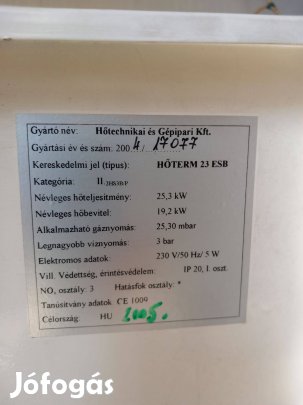 Gyártó név: Hőtechnikai és Gépipari Kft.
Gyártási év és szám: 2004/17077
Kereskedelmi jel (típus): HŐTERM 23 ESB
Kategória: II 2HS3B/P
Névleges hőteljesítmény: 25,3 kW
Névleges hőbevitel: 19,2 kW
Alkalmazható gáznyomás: 25,30 mbar
Legnagyobb víznyomás: 3 bar
Elektromos adatok: 230 V/50 Hz/ 5 W
Vill. Védettség, érintésvédelem: IP 20, I. oszt.
NO, osztály: 3 Hatásfok osztály: *
Tanúsítvány adatok CE 1009
Célország: HU
Jófogás